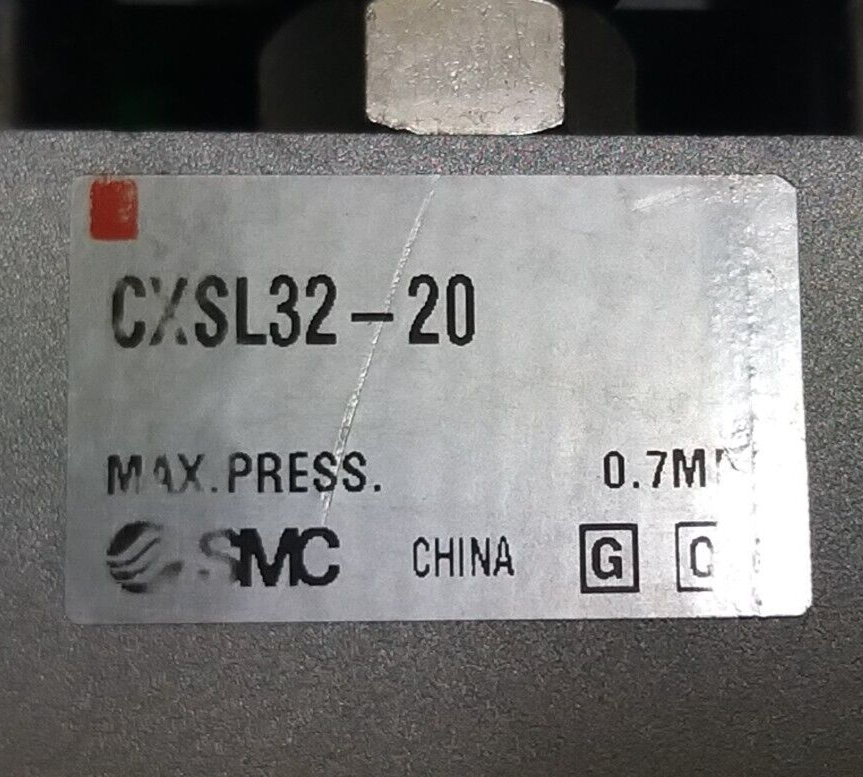 CXSL32-20
MAX.PRESS. 0.7M
SMC CHINA G